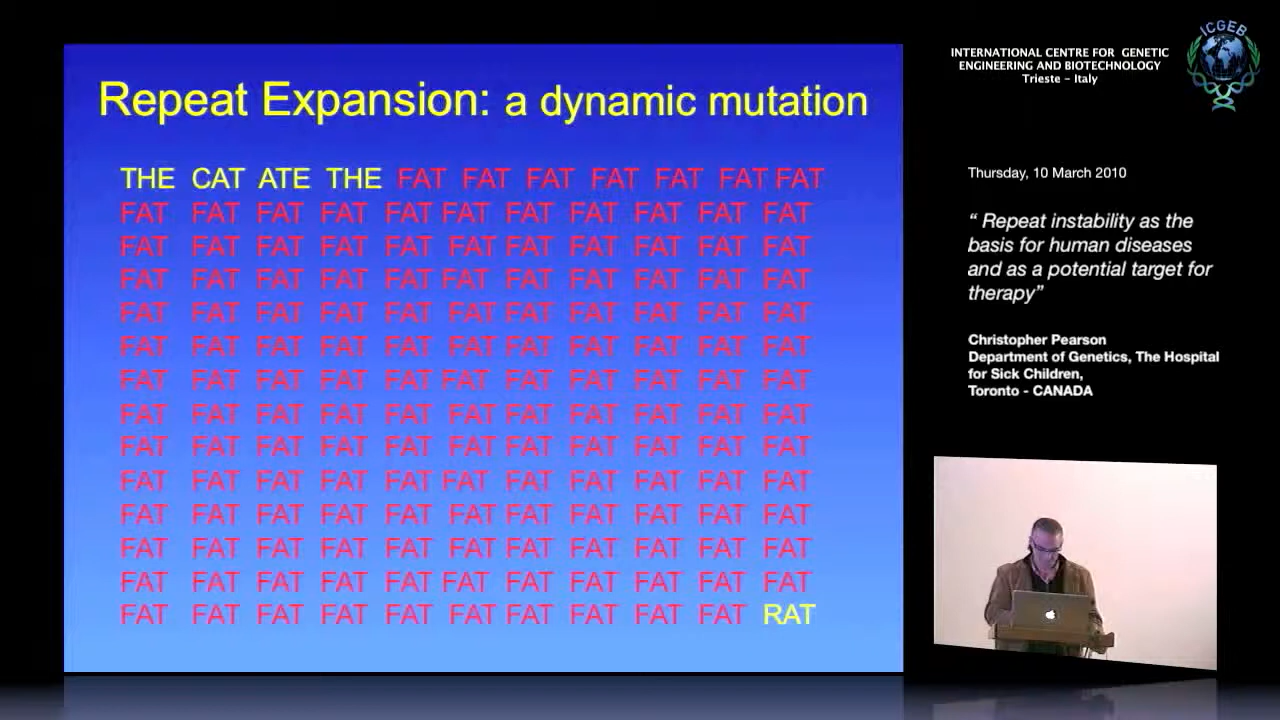 Repeat Expansion: a dynamic mutation
THE CAT ATE THE FAT FAT FAT FAT FAT FAT FAT
FAT FAT FAT FAT FAT FAT FAT FAT FAT FAT FAT
FAT FAT FAT FAT FAT FAT FAT FAT FAT FAT FAT
FAT FAT FAT FAT FAT FAT FAT FAT FAT FAT FAT
FAT FAT FAT FAT FAT FAT FAT FAT FAT FAT FAT
FAT FAT FAT FAT FAT FAT FAT FAT FAT FAT FAT
FAT FAT FAT FAT FAT FAT FAT FAT FAT FAT FAT
FAT FAT FAT FAT FAT FAT FAT FAT FAT FAT FAT
FAT FAT FAT FAT FAT FAT FAT FAT FAT FAT FAT
FAT FAT FAT FAT FAT FAT FAT FAT FAT FAT FAT
FAT FAT FAT FAT FAT FAT FAT FAT FAT FAT FAT
FAT FAT FAT FAT FAT FAT FAT FAT FAT FAT FAT
FAT FAT FAT FAT FAT FAT FAT FAT FAT FAT FAT
FAT FAT FAT FAT FAT FAT FAT FAT FAT FAT RAT
INTERNATIONAL CENTRE FOR GENETIC
ENGINEERING AND BIOTECHNOLOGY
Trieste - Italy
ICGEB
Thursday, 10 March 2010
“ Repeat instability as the
basis for human diseases
and as a potential target for
therapy”
Christopher Pearson
Department of Genetics, The Hospital
for Sick Children,
Toronto - CANADA